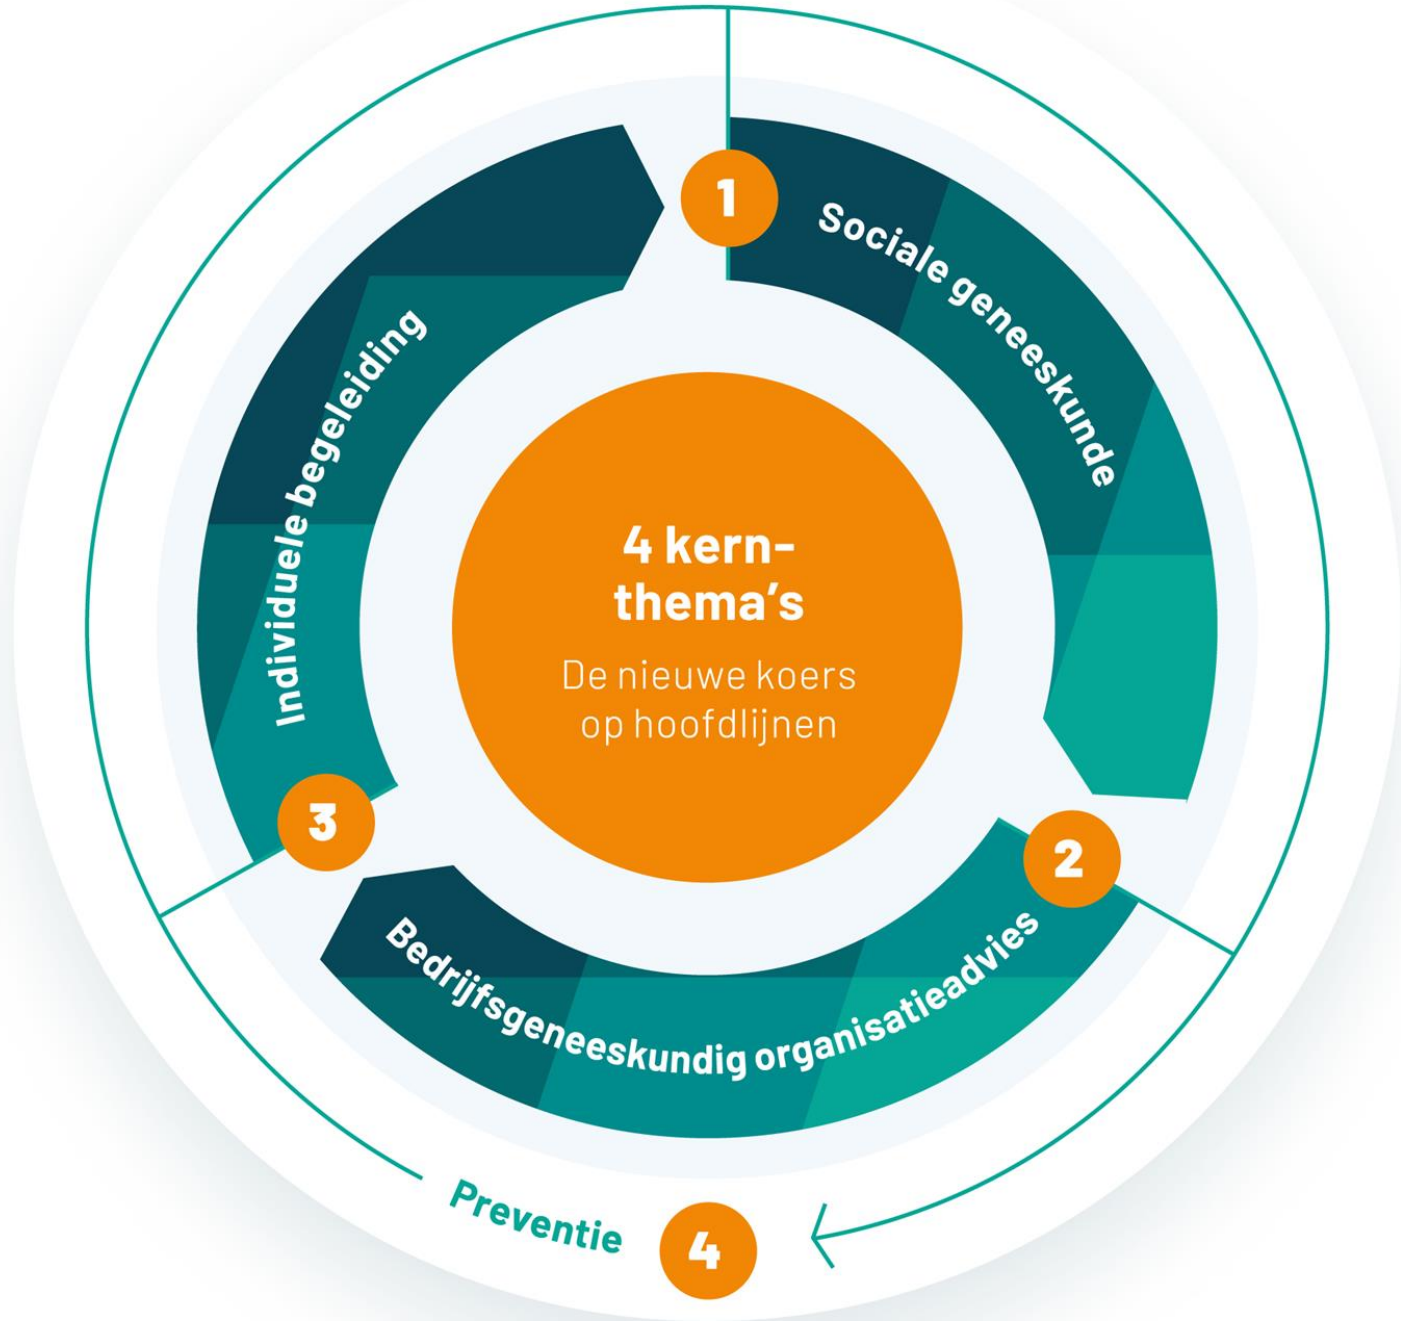 4 kern-
thema's
De nieuwe koers
op hoofdlijnen
1
Sociale geneeskunde
2
Bedrijfsgeneeskundig organisatieadvies
3
Individuele begeleiding
4
Preventie